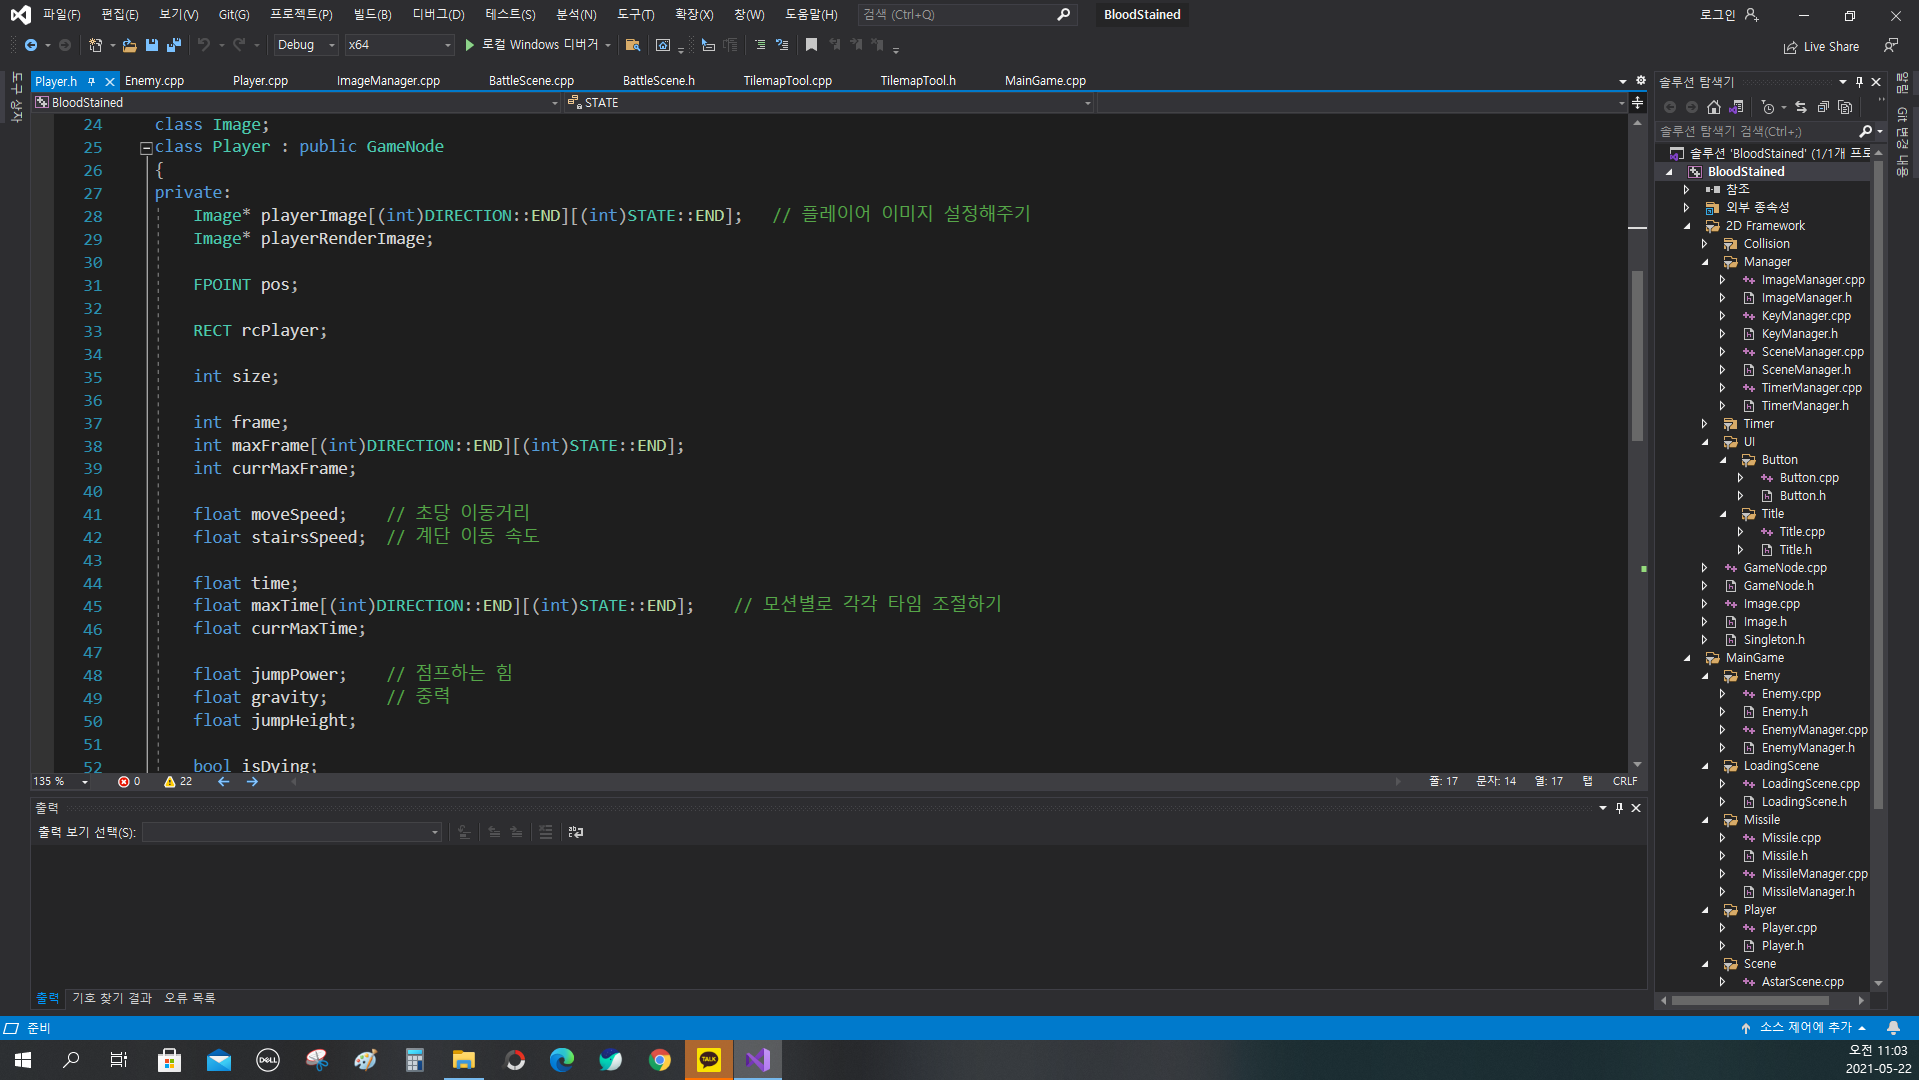 파일(F) 편집(E) 보기(V) Git(G) 프로젝트(P) 빌드(B) 디버그(D) 테스트(S) 분석(N) 도구(T) 확장(X) 창(W) 도움말(H) 검색 (Ctrl+Q) BloodStained 로그인
Debug x64 로컬 Windows 디버거 Live Share
도구 상자
Player.h Enemy.cpp Player.cpp ImageManager.cpp BattleScene.cpp BattleScene.h TilemapTool.cpp TilemapTool.h MainGame.cpp
BloodStained STATE
24 class Image;
25 class Player : public GameNode
26 {
27 private:
28 Image* playerImage[(int)DIRECTION::END][(int)STATE::END]; // 플레이어 이미지 설정해주기
29 Image* playerRenderImage;
30
31 FPOINT pos;
32
33 RECT rcPlayer;
34
35 int size;
36
37 int frame;
38 int maxFrame[(int)DIRECTION::END][(int)STATE::END];
39 int currMaxFrame;
40
41 float moveSpeed; // 초당 이동거리
42 float stairsSpeed; // 계단 이동 속도
43
44 float time;
45 float maxTime[(int)DIRECTION::END][(int)STATE::END]; // 모션별로 각각 타임 조절하기
46 float currMaxTime;
47
48 float jumpPower; // 점프하는 힘
49 float gravity; // 중력
50 float jumpHeight;
51
52 bool isDying;
135 % 0 22 줄: 17 문자: 14 열: 17 탭 CRLF
출력
출력 보기 선택(S):
출력 기호 찾기 결과 오류 목록
솔루션 탐색기
솔루션 탐색기 검색(Ctrl+;)
솔루션 'BloodStained' (1/1개 프로
BloodStained
참조
외부 종속성
2D Framework
Collision
Manager
ImageManager.cpp
ImageManager.h
KeyManager.cpp
KeyManager.h
SceneManager.cpp
SceneManager.h
TimerManager.cpp
TimerManager.h
Timer
UI
Button
Button.cpp
Button.h
Title
Title.cpp
Title.h
GameNode.cpp
GameNode.h
Image.cpp
Image.h
Singleton.h
MainGame
Enemy
Enemy.cpp
Enemy.h
EnemyManager.cpp
EnemyManager.h
LoadingScene
LoadingScene.cpp
LoadingScene.h
Missile
Missile.cpp
Missile.h
MissileManager.cpp
MissileManager.h
Player
Player.cpp
Player.h
Scene
AstarScene.cpp
알림
Git 변경 내용
준비 소스 제어에 추가
DELL
TALK
오전 11:03
2021-05-22